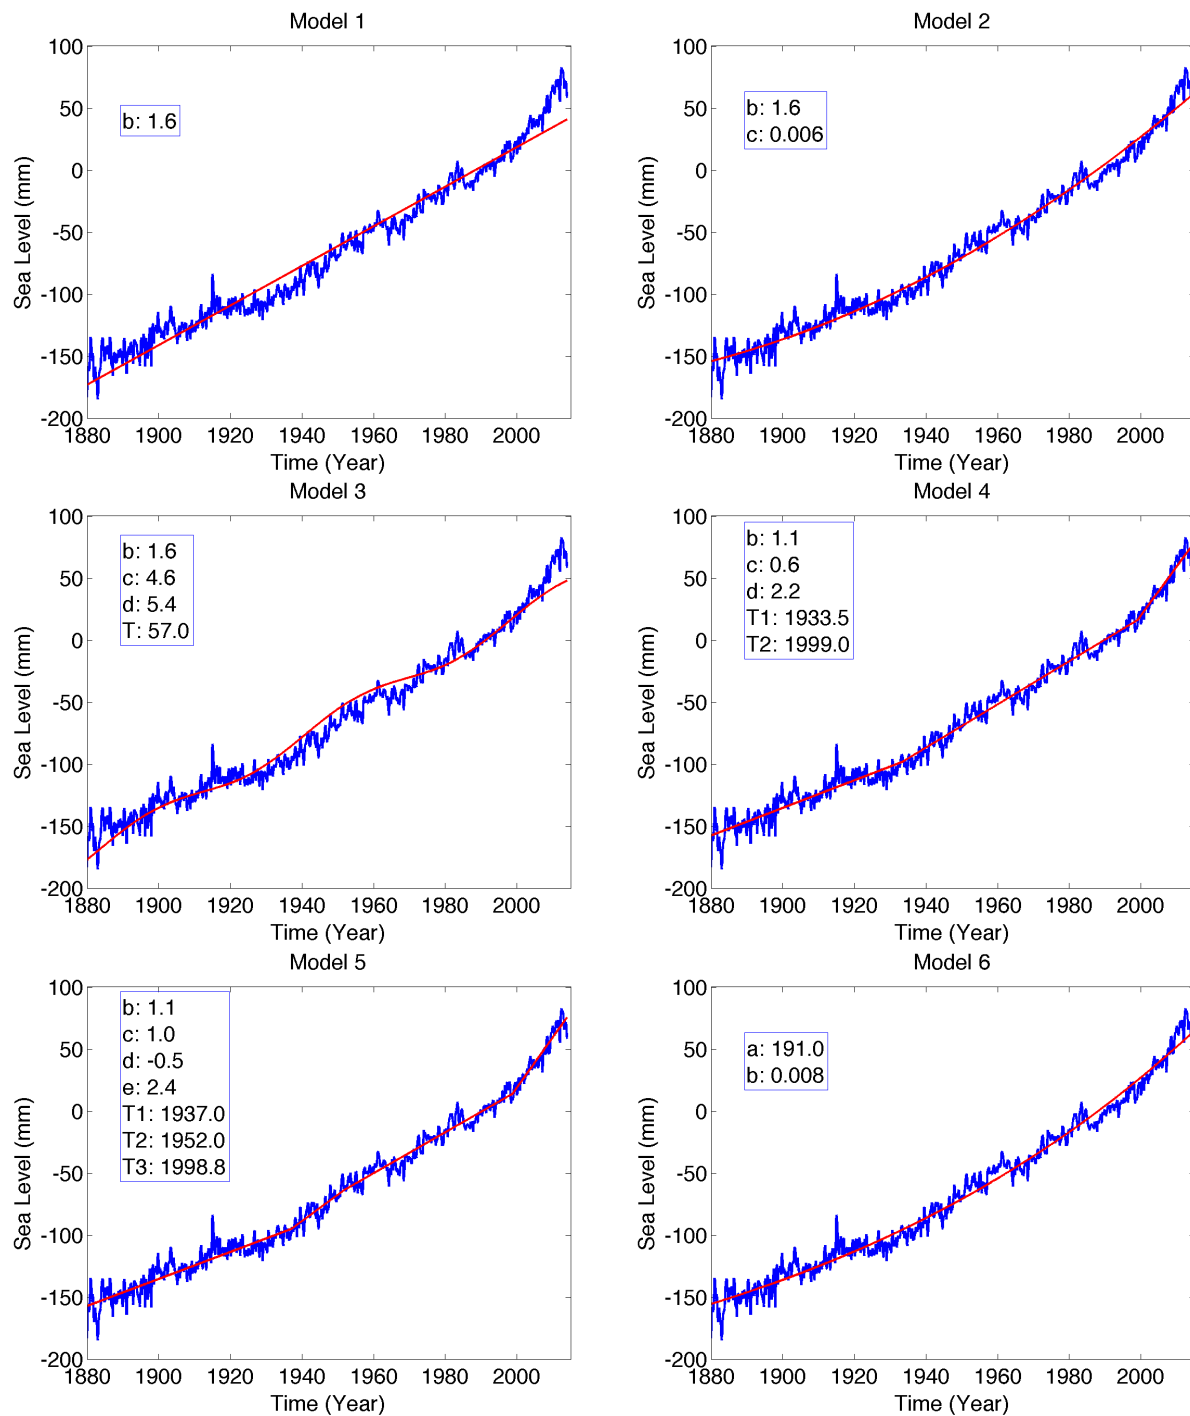 Model 1
100
50
0
-50
-100
-150
-200
Sea Level (mm)
b: 1.6
1880 1900 1920 1940 1960 1980 2000
Time (Year)
Model 2
100
50
0
-50
-100
-150
-200
Sea Level (mm)
b: 1.6
c: 0.006
1880 1900 1920 1940 1960 1980 2000
Time (Year)
Model 3
100
50
0
-50
-100
-150
-200
Sea Level (mm)
b: 1.6
c: 4.6
d: 5.4
T: 57.0
1880 1900 1920 1940 1960 1980 2000
Time (Year)
Model 4
100
50
0
-50
-100
-150
-200
Sea Level (mm)
b: 1.1
c: 0.6
d: 2.2
T1: 1933.5
T2: 1999.0
1880 1900 1920 1940 1960 1980 2000
Time (Year)
Model 5
100
50
0
-50
-100
-150
-200
Sea Level (mm)
b: 1.1
c: 1.0
d: -0.5
e: 2.4
T1: 1937.0
T2: 1952.0
T3: 1998.8
1880 1900 1920 1940 1960 1980 2000
Time (Year)
Model 6
100
50
0
-50
-100
-150
-200
Sea Level (mm)
a: 191.0
b: 0.008
1880 1900 1920 1940 1960 1980 2000
Time (Year)